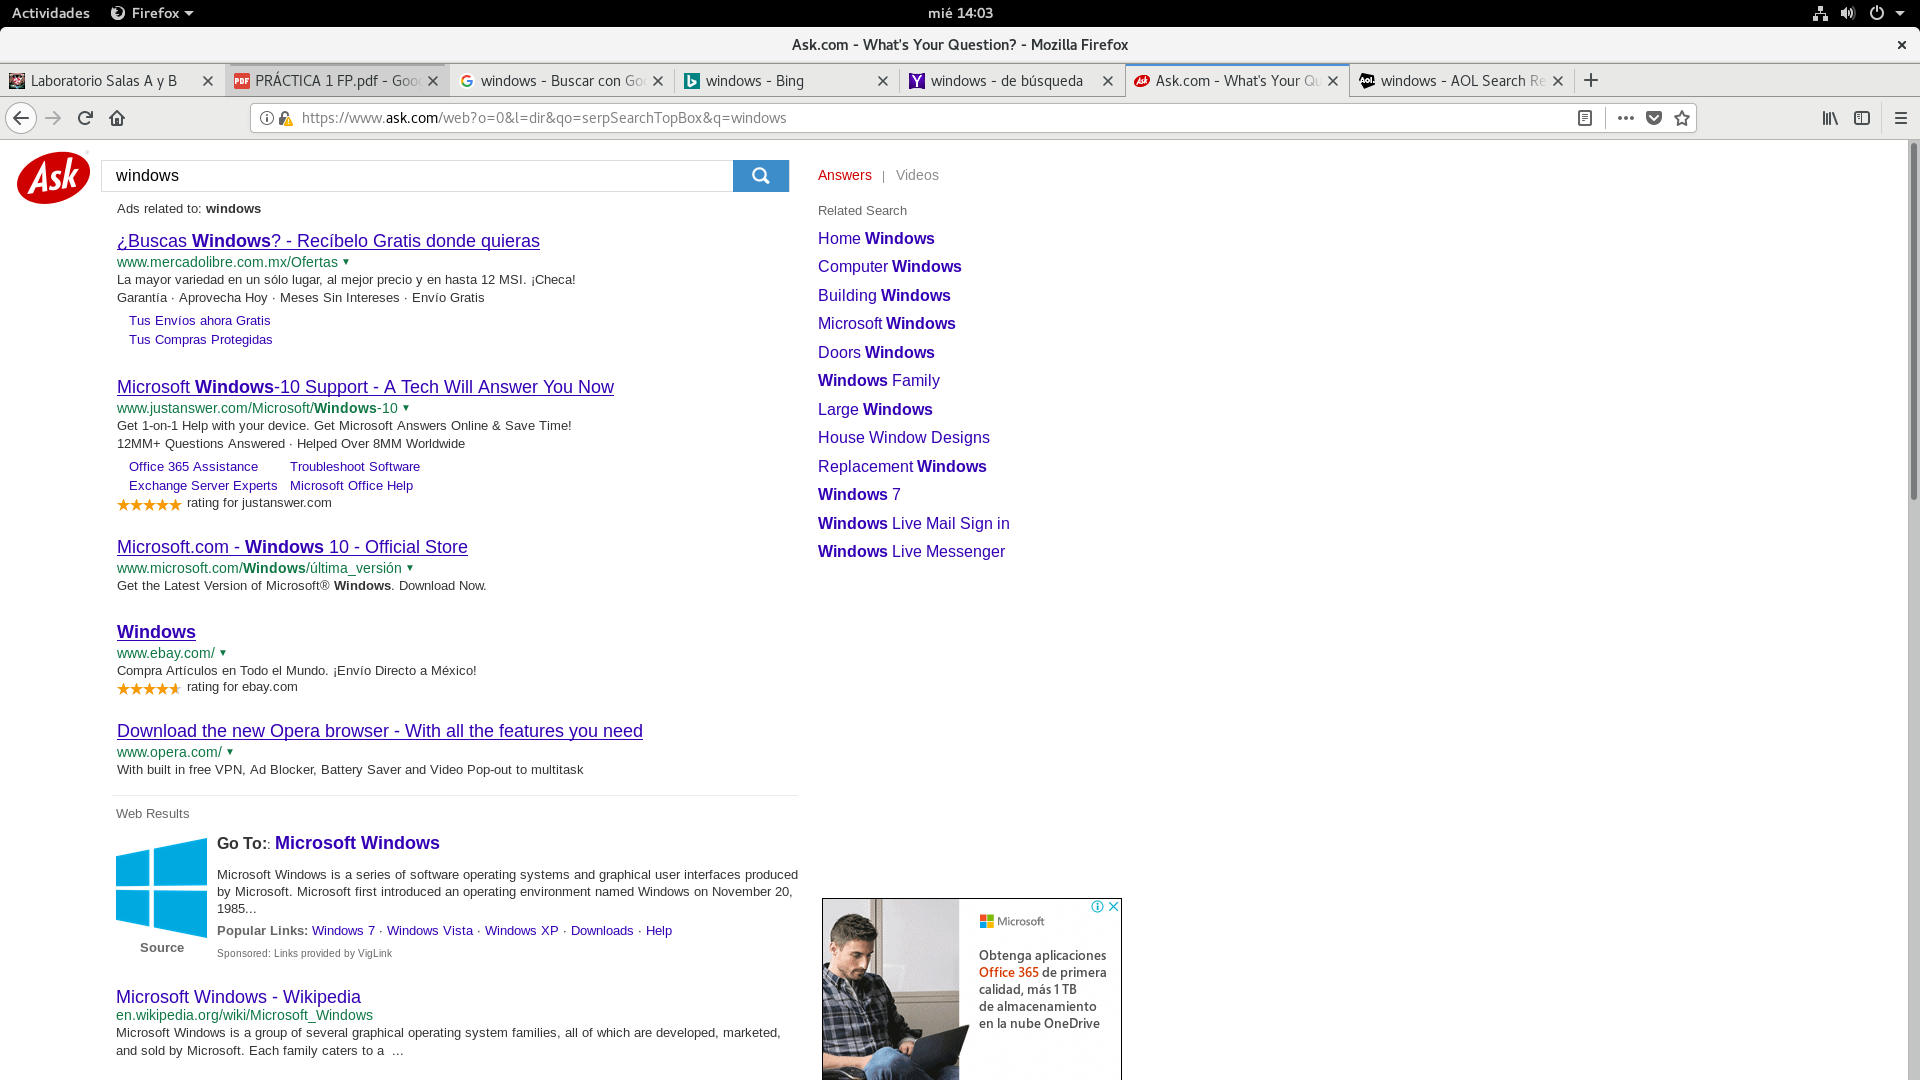 Actividades
Firefox
mié 14:03
Ask.com - What's Your Question? - Mozilla Firefox
Laboratorio Salas A y B
PRÁCTICA 1 FP.pdf - Goo
windows - Buscar con Go
windows - Bing
windows - de búsqueda
Ask.com - What's Your Qu
windows - AOL Search Re
https://www.ask.com/web?o=0&l=dir&qo=serpSearchTopBox&q=windows
Ask
windows
Answers | Videos
Ads related to: windows
¿Buscas Windows? - Recíbelo Gratis donde quieras
www.mercadolibre.com.mx/Ofertas
La mayor variedad en un sólo lugar, al mejor precio y en hasta 12 MSI. ¡Checa!
Garantía · Aprovecha Hoy · Meses Sin Intereses · Envío Gratis
Tus Envíos ahora Gratis
Tus Compras Protegidas
Microsoft Windows-10 Support - A Tech Will Answer You Now
www.justanswer.com/Microsoft/Windows-10
Get 1-on-1 Help with your device. Get Microsoft Answers Online & Save Time!
12MM+ Questions Answered · Helped Over 8MM Worldwide
Office 365 Assistance Troubleshoot Software
Exchange Server Experts Microsoft Office Help
rating for justanswer.com
Microsoft.com - Windows 10 - Official Store
www.microsoft.com/Windows/última_versión
Get the Latest Version of Microsoft® Windows. Download Now.
Windows
www.ebay.com/
Compra Artículos en Todo el Mundo. ¡Envío Directo a México!
rating for ebay.com
Download the new Opera browser - With all the features you need
www.opera.com/
With built in free VPN, Ad Blocker, Battery Saver and Video Pop-out to multitask
Web Results
Go To:: Microsoft Windows
Microsoft Windows is a series of software operating systems and graphical user interfaces produced
by Microsoft. Microsoft first introduced an operating environment named Windows on November 20,
1985...
Popular Links: Windows 7 · Windows Vista · Windows XP · Downloads · Help
Source
Sponsored: Links provided by VigLink
Microsoft Windows - Wikipedia
en.wikipedia.org/wiki/Microsoft_Windows
Microsoft Windows is a group of several graphical operating system families, all of which are developed, marketed,
and sold by Microsoft. Each family caters to a ...
Related Search
Home Windows
Computer Windows
Building Windows
Microsoft Windows
Doors Windows
Windows Family
Large Windows
House Window Designs
Replacement Windows
Windows 7
Windows Live Mail Sign in
Windows Live Messenger
Microsoft
Obtenga aplicaciones
Office 365 de primera
calidad, más 1 TB
de almacenamiento
en la nube OneDrive